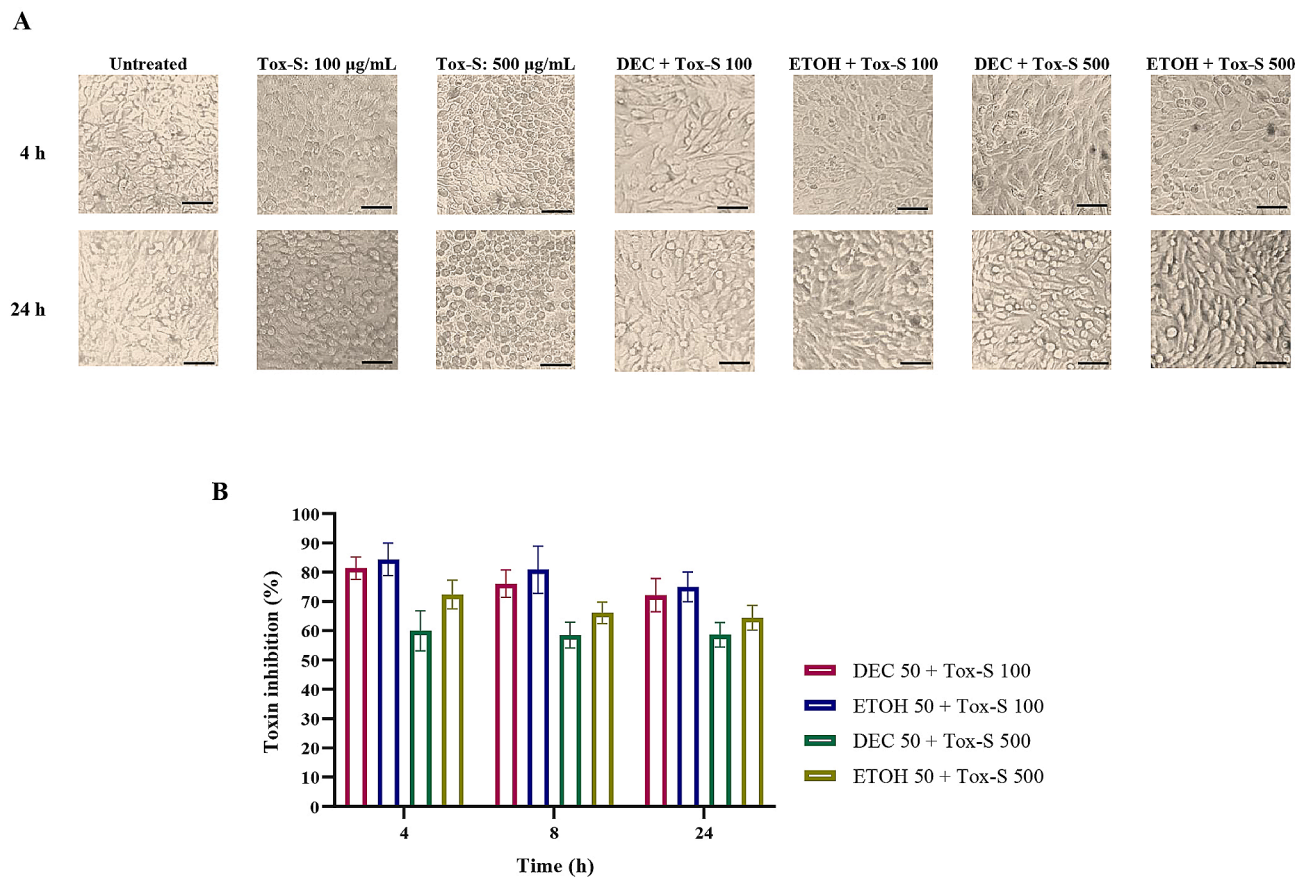 A
Untreated Tox-S: 100 µg/mL Tox-S: 500 µg/mL DEC + Tox-S 100 ETOH + Tox-S 100 DEC + Tox-S 500 ETOH + Tox-S 500
4 h
24 h
B
Toxin inhibition (%)
100
90
80
70
60
50
40
30
20
10
0
4 8 24
Time (h)
DEC 50 + Tox-S 100
ETOH 50 + Tox-S 100
DEC 50 + Tox-S 500
ETOH 50 + Tox-S 500